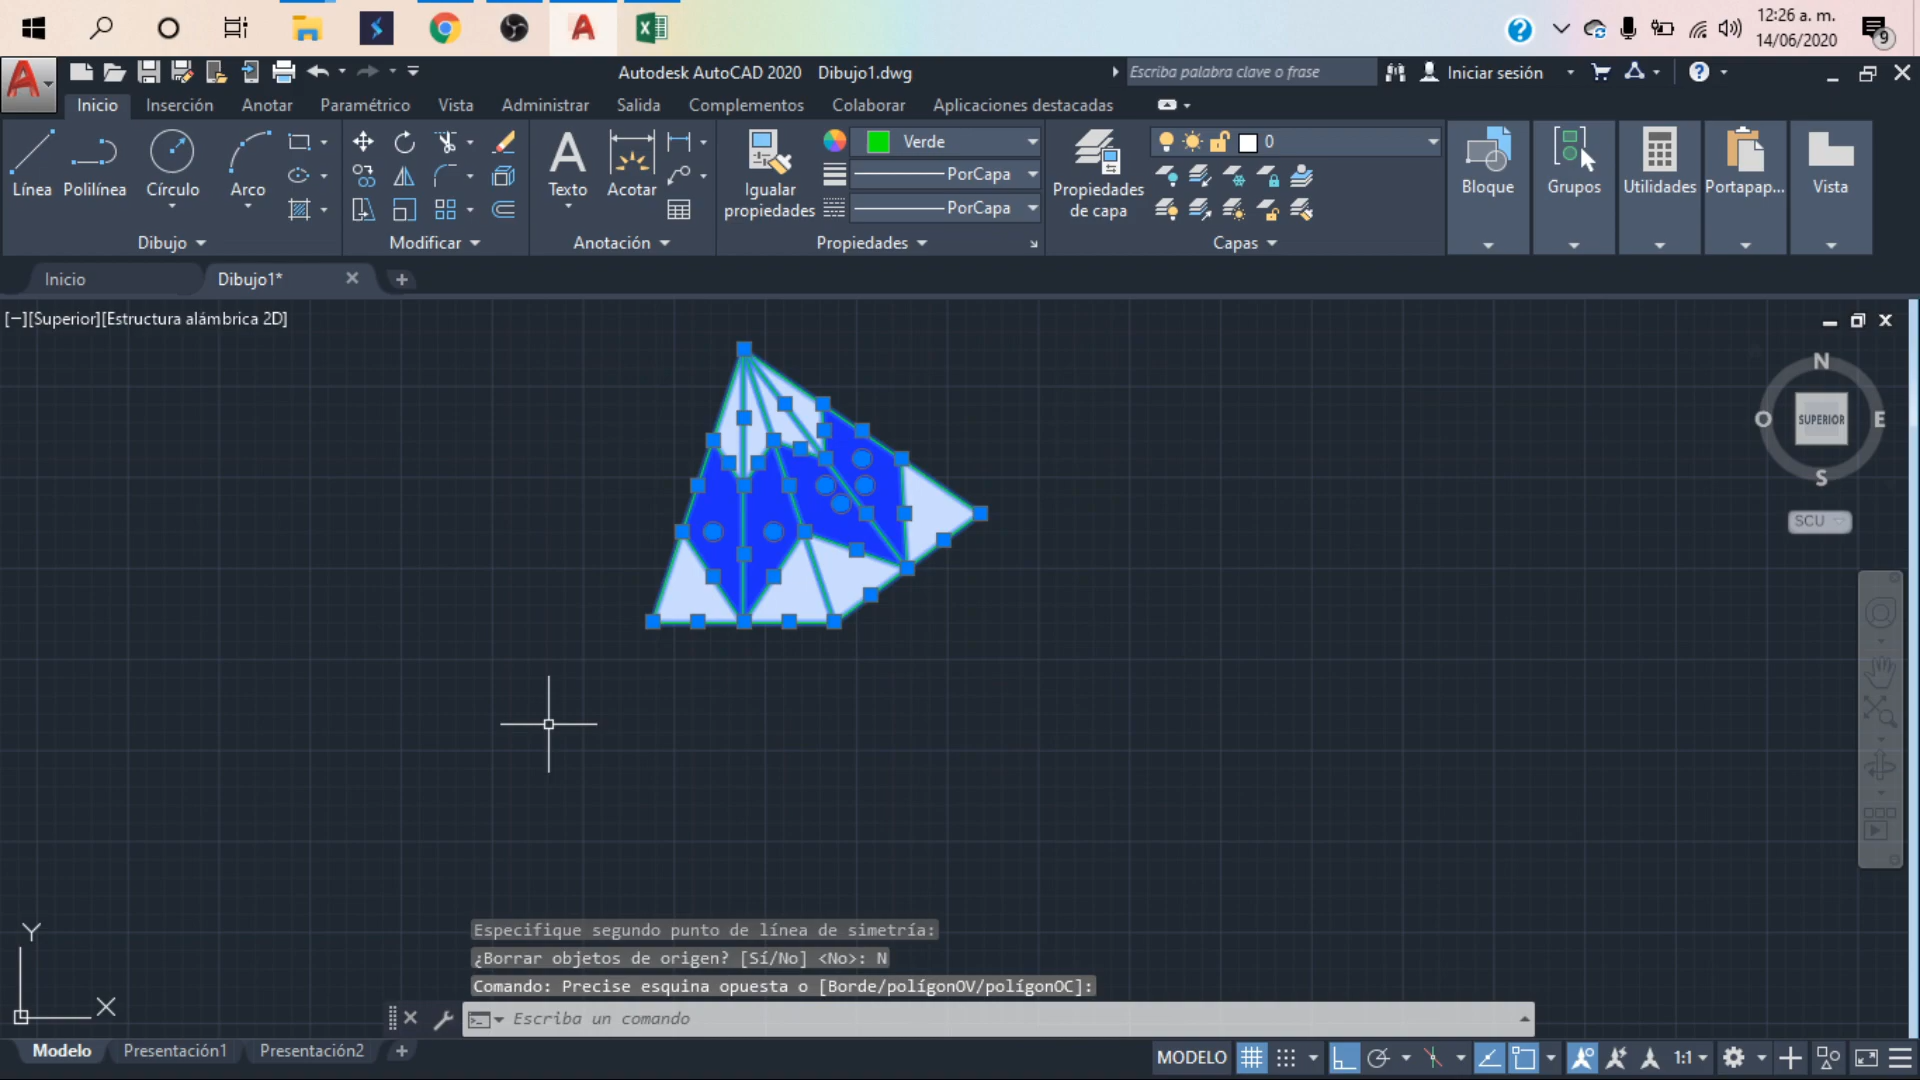 12:26 a. m.
14/06/2020
9
Autodesk AutoCAD 2020 Dibujo1.dwg
Escriba palabra clave o frase
Iniciar sesión
Inicio Inserción Anotar Paramétrico Vista Administrar Salida Complementos Colaborar Aplicaciones destacadas
Línea Polilínea Círculo Arco
Dibujo
Modificar
Texto Acotar
Anotación
Igualar
propiedades
Verde
PorCapa
PorCapa
Propiedades
Propiedades
de capa
0
Capas
Bloque
Grupos
Utilidades
Portapap...
Vista
Inicio Dibujo1*
[−][Superior][Estructura alámbrica 2D]
N
O SUPERIOR E
S
SCU
Y
X
Especifique segundo punto de línea de simetría:
¿Borrar objetos de origen? [Sí/No] <No>: N
Comando: Precise esquina opuesta o [Borde/polígonOV/polígonOC]:
Escriba un comando
Modelo Presentación1 Presentación2
MODELO
1:1